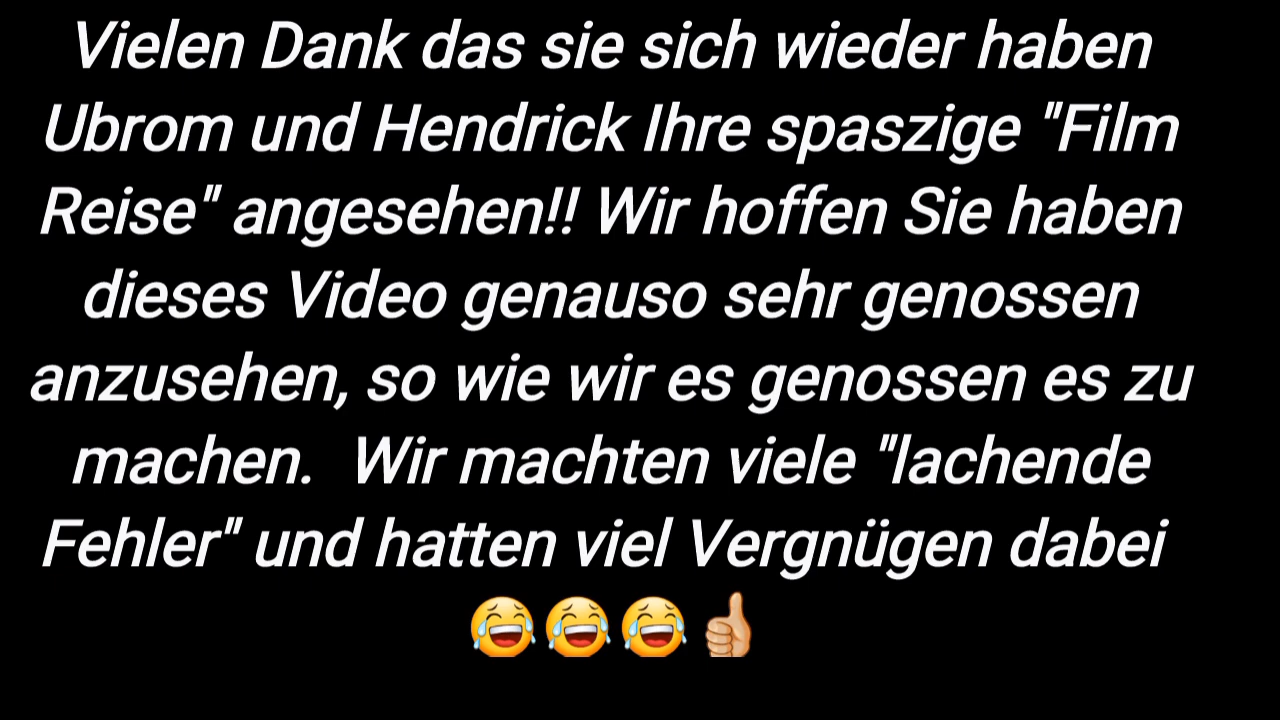 Vielen Dank das sie sich wieder haben
Ubrom und Hendrick Ihre spaszige "Film
Reise" angesehen!! Wir hoffen Sie haben
dieses Video genauso sehr genossen
anzusehen, so wie wir es genossen es zu
machen.  Wir machten viele "lachende
Fehler" und hatten viel Vergnügen dabei
😂😂😂👍🏼